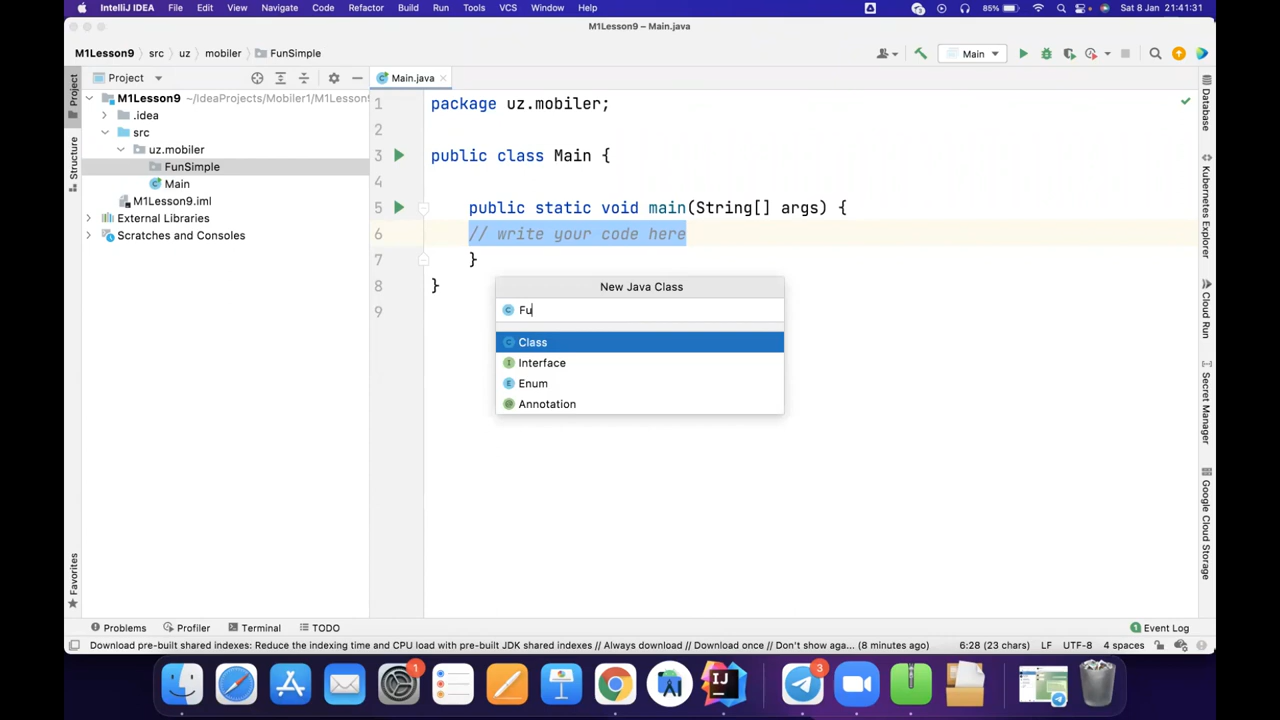 IntelliJ IDEA File Edit View Navigate Code Refactor Build Run Tools VCS Window Help 85% Sat 8 Jan 21:41:31
M1Lesson9 – Main.java
M1Lesson9 src uz mobiler FunSimple Main
Project Main.java
M1Lesson9 ~/IdeaProjects/Mobiler1/M1Lesson
.idea
src
uz.mobiler
FunSimple
Main
M1Lesson9.iml
External Libraries
Scratches and Consoles
1 package uz.mobiler;
2
3 public class Main {
4
5 public static void main(String[] args) {
6 // write your code here
7 }
8 }
9
New Java Class
Fu
Class
Interface
Enum
Annotation
Project
Structure
Favorites
Database
Kubernetes Explorer
Cloud Run
Secret Manager
Google Cloud Storage
Problems Profiler Terminal TODO 1 Event Log
Download pre-built shared indexes: Reduce the indexing time and CPU load with pre-built JDK shared indexes // Always download // Download once // Don't show aga... (8 minutes ago) 6:28 (23 chars) LF UTF-8 4 spaces
1
IJ
3